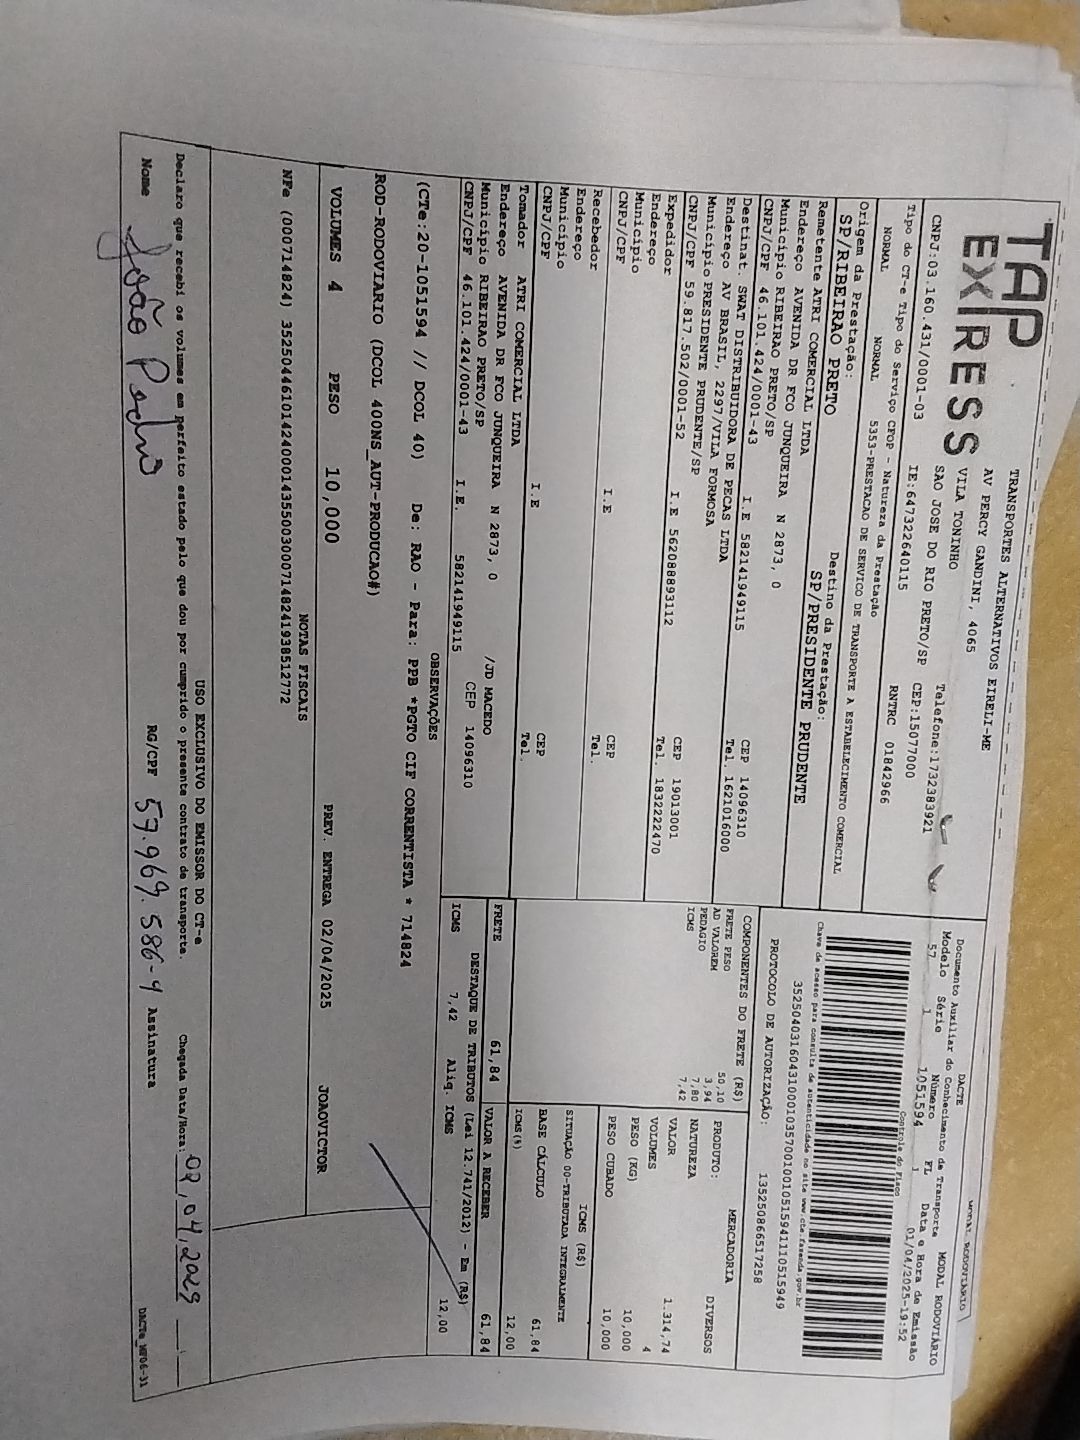 TAP
EXPRESS
TRANSPORTES ALTERNATIVOS EIRELI-ME
AV PERCY GANDINI, 4065
VILA TONINHO
SAO JOSE DO RIO PRETO/SP CEP:15077000
CNPJ:03.160.431/0001-03 IE:647322640115 Telefone:1732383921
Tipo do CT-e Tipo do Serviço CFOP - Natureza da Prestação RNTRC 01842966
NORMAL NORMAL 5353-PRESTACAO DE SERVICO DE TRANSPORTE A ESTABELECIMENTO COMERCIAL
MODAL RODOVIÁRIO
DACTE
Documento Auxiliar do Conhecimento de Transporte MODAL RODOVIÁRIO
Modelo Série Número FL Data e Hora de Emissão
57 1 1051594 1 01/04/2025-19:52
Controle do Fisco
Chave de acesso para consulta de autenticidade no site www.cte.fazenda.gov.br
35250403160431000103570010010515941110515949
PROTOCOLO DE AUTORIZAÇÃO: 135250866517258
Origem da Prestação: Destino da Prestação:
SP/RIBEIRAO PRETO SP/PRESIDENTE PRUDENTE
Remetente ATRI COMERCIAL LTDA
Endereço AVENIDA DR FCO JUNQUEIRA N 2873, 0
Município RIBEIRAO PRETO/SP CEP 14096310
CNPJ/CPF 46.101.424/0001-43 I.E 582141949115 Tel. 1621016000
Destinat. SWAT DISTRIBUIDORA DE PECAS LTDA
Endereço AV BRASIL, 2297/VILA FORMOSA
Município PRESIDENTE PRUDENTE/SP CEP 19013001
CNPJ/CPF 59.817.502/0001-52 I.E 562088893112 Tel. 1832222470
Expedidor
Endereço
Município CEP
CNPJ/CPF I.E Tel.
Recebedor
Endereço
Município CEP
CNPJ/CPF I.E Tel.
Tomador ATRI COMERCIAL LTDA
Endereço AVENIDA DR FCO JUNQUEIRA N 2873, 0 /JD MACEDO
Município RIBEIRAO PRETO/SP CEP 14096310
CNPJ/CPF 46.101.424/0001-43 I.E. 582141949115
COMPONENTES DO FRETE (R$)
FRETE PESO 50,10
AD VALOREM 3,94
PEDAGIO 7,80
ICMS 7,42
PRODUTO: MERCADORIA
NATUREZA DIVERSOS
VALOR 1.314,74
VOLUMES 4
PESO (KG) 10,000
PESO CUBADO 10,000
ICMS (R$)
SITUAÇÃO 00-TRIBUTADA INTEGRALMENTE
BASE CÁLCULO 61,84
ICMS(%) 12,00
FRETE 61,84 VALOR A RECEBER 61,84
DESTAQUE DE TRIBUTOS (Lei 12.741/2012) - Em (R$)
ICMS 7,42 Aliq. ICMS 12,00
OBSERVAÇÕES
(CTe:20-1051594 // DCOL 40) De: RAO - Para: PPB *PGTO CIF CORRENTISTA * 714824
ROD-RODOVIARIO (DCOL 400NS_AUT-PRODUCAO#)
VOLUMES 4 PESO 10,000 PREV. ENTREGA 02/04/2025 JOAOVICTOR
NOTAS FISCAIS
NFe (000714824) 35250446101424000143550030007148241938512772
USO EXCLUSIVO DO EMISSOR DO CT-e
Declaro que recebi os volumes em perfeito estado pelo que dou por cumprido o presente contrato de transporte. Chegada Data/Hora:
Nome João Pedro RG/CPF 59.969.586-9 Assinatura
DACTe_MP06-31